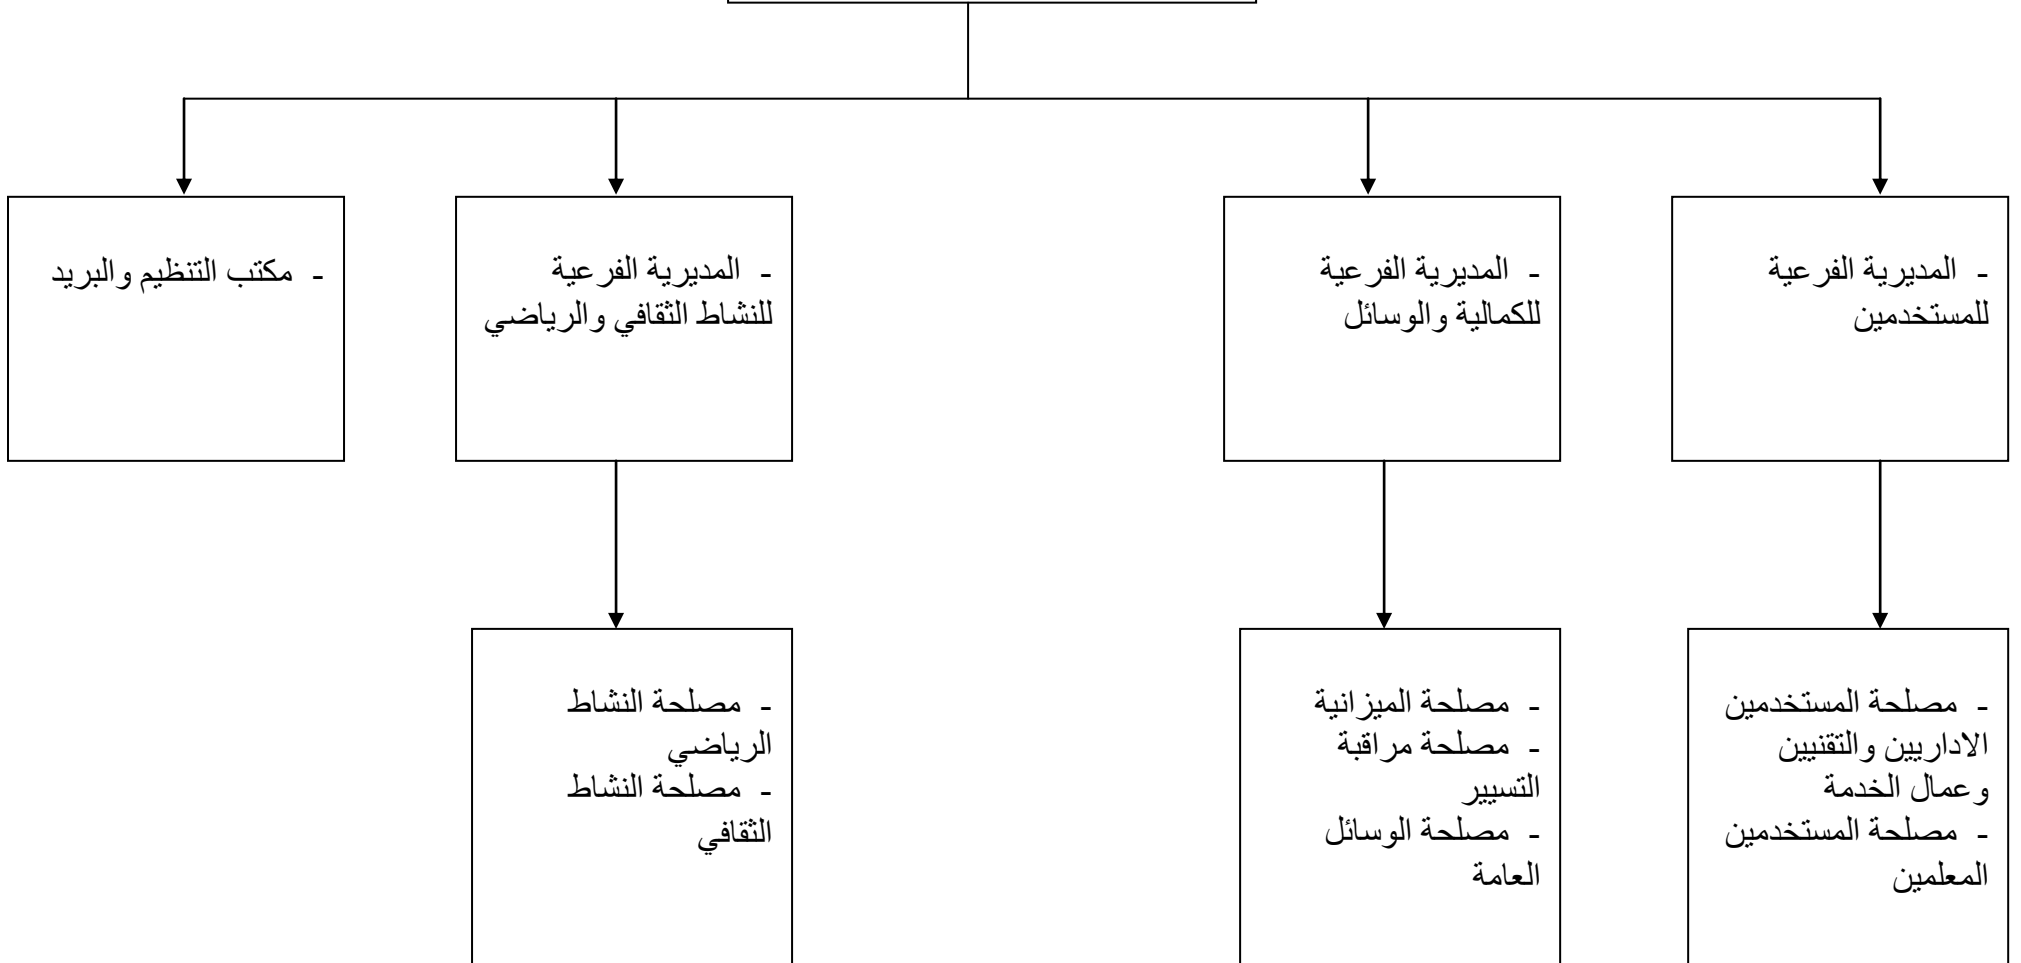 - المديرية الفرعية
للمستخدمين
- المديرية الفرعية
للكمالية والوسائل
- المديرية الفرعية
للنشاط الثقافي والرياضي
- مكتب التنظيم والبريد
- مصلحة المستخدمين
الاداريين والتقنيين
وعمال الخدمة
- مصلحة المستخدمين
المعلمين
- مصلحة الميزانية
- مصلحة مراقبة
التسيير
- مصلحة الوسائل
العامة
- مصلحة النشاط
الرياضي
- مصلحة النشاط
الثقافي